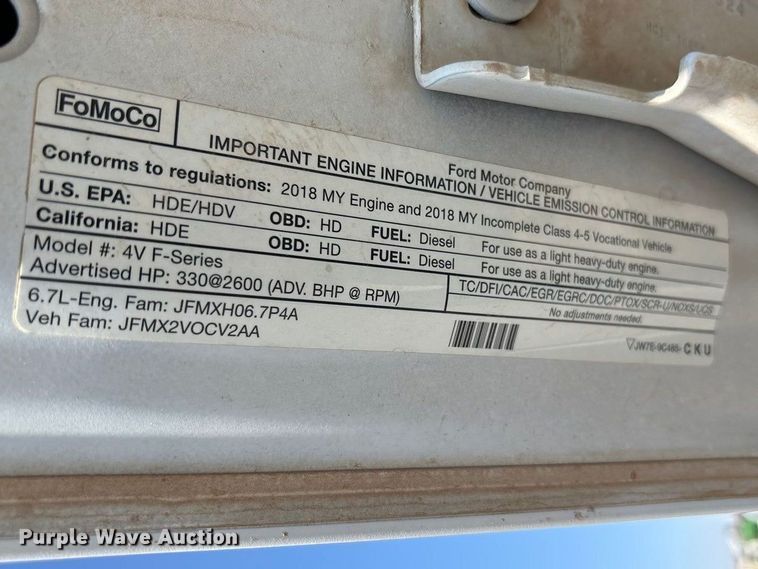 FoMoCo
Ford Motor Company
IMPORTANT ENGINE INFORMATION / VEHICLE EMISSION CONTROL INFORMATION
Conforms to regulations: 2018 MY Engine and 2018 MY Incomplete Class 4-5 Vocational Vehicle
U.S. EPA: HDE/HDV OBD: HD FUEL: Diesel For use as a light heavy-duty engine.
California: HDE OBD: HD FUEL: Diesel For use as a light heavy-duty engine.
Model #: 4V F-Series
Advertised HP: 330@2600 (ADV. BHP @ RPM)
TC/DFI/CAC/EGR/EGRC/DOC/PTOX/SCR-U/NOXS/UQS
No adjustments needed.
6.7L-Eng. Fam: JFMXH06.7P4A
Veh Fam: JFMX2VOCV2AA
JW7E-9C485- C K U
Purple Wave Auction